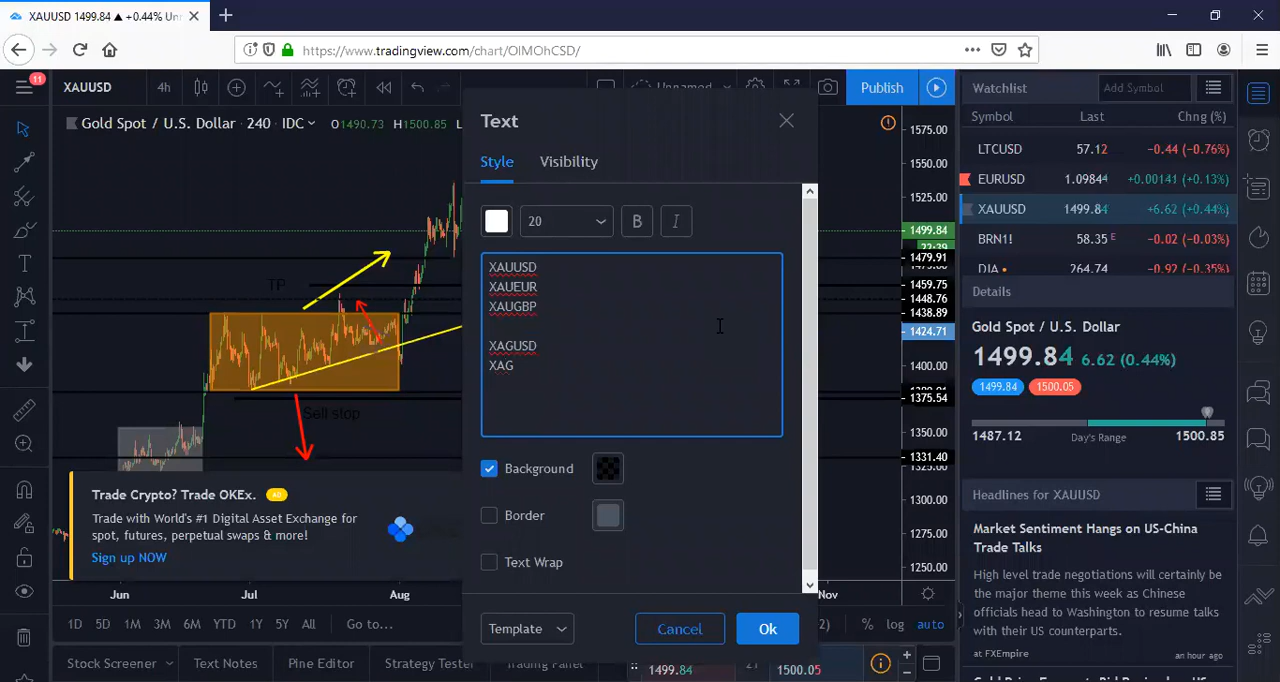 XAUUSD 1499.84 ▲ +0.44% Un
https://www.tradingview.com/chart/OIMOhCSD/
11
XAUUSD
4h
Unnamed
Publish
Gold Spot / U.S. Dollar · 240 · IDC
O1490.73 H1500.85 L
TP
Sell stop
Trade Crypto? Trade OKEx. AD
Trade with World's #1 Digital Asset Exchange for
spot, futures, perpetual swaps & more!
Sign up NOW
Jun Jul Aug Nov
1D 5D 1M 3M 6M YTD 1Y 5Y All Go to...
% log auto
Stock Screener Text Notes Pine Editor Strategy Tester Trading Panel
1499.84 21 1500.05
Text
Style Visibility
20 B I
XAUUSD
XAUEUR
XAUGBP
XAGUSD
XAG
Background
Border
Text Wrap
Template Cancel Ok
1575.00
1550.00
1525.00
1499.84
22:29
1479.91
1459.75
1448.76
1438.89
1424.71
1400.00
1375.54
1350.00
1331.40
1325.00
1300.00
1275.00
1250.00
Watchlist Add Symbol
Symbol Last Chng (%)
LTCUSD 57.12 −0.44 (−0.76%)
EURUSD 1.09844 +0.00141 (+0.13%)
XAUUSD 1499.84 +6.62 (+0.44%)
BRN1! 58.35 E −0.02 (−0.03%)
DIA 264.74 −0.92 (−0.35%)
Details
Gold Spot / U.S. Dollar
1499.84 6.62 (0.44%)
1499.84 1500.05
1487.12 Day's Range 1500.85
Headlines for XAUUSD
Market Sentiment Hangs on US-China
Trade Talks
High level trade negotiations will certainly be
the major theme this week as Chinese
officials head to Washington to resume talks
with their US counterparts.
at FXEmpire an hour ago